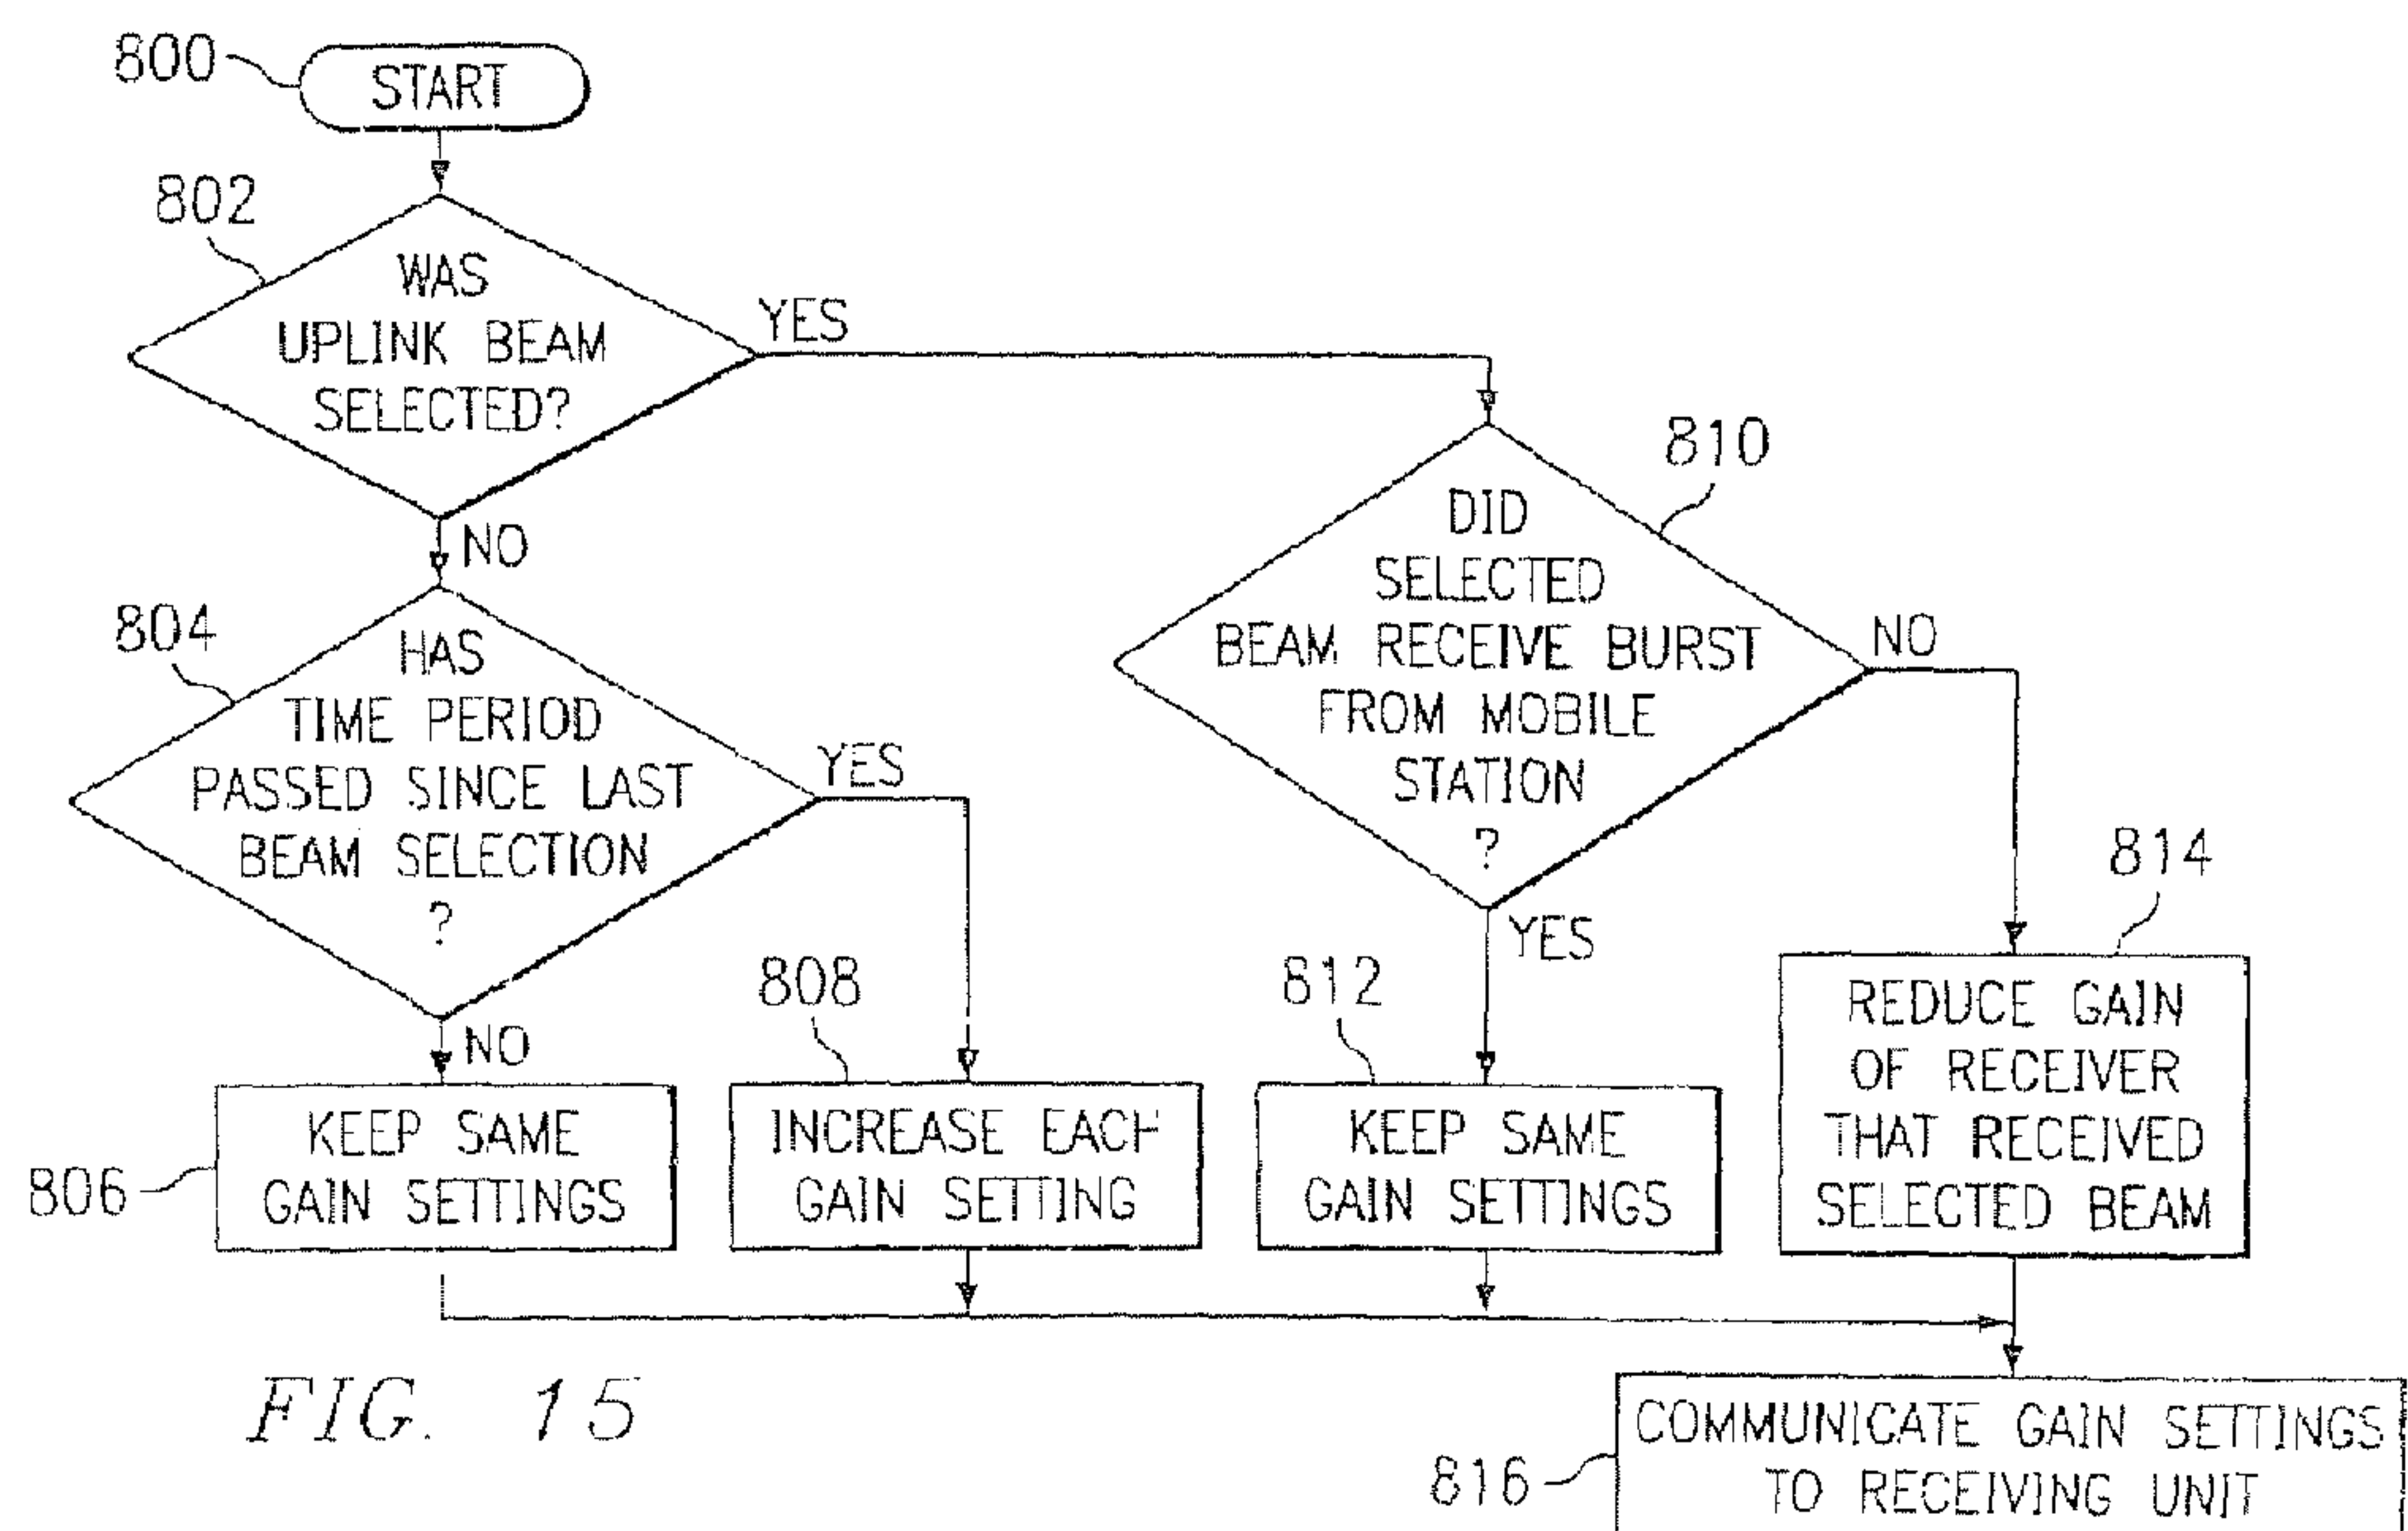 800
START
802
WAS
UPLINK BEAM
SELECTED?
YES
NO
804
HAS
TIME PERIOD
PASSED SINCE LAST
BEAM SELECTION
?
YES
NO
806
KEEP SAME
GAIN SETTINGS
808
INCREASE EACH
GAIN SETTING
810
DID
SELECTED
BEAM RECEIVE BURST
FROM MOBILE
STATION
?
NO
YES
812
KEEP SAME
GAIN SETTINGS
814
REDUCE GAIN
OF RECEIVER
THAT RECEIVED
SELECTED BEAM
816
COMMUNICATE GAIN SETTINGS
TO RECEIVING UNIT
FIG. 15